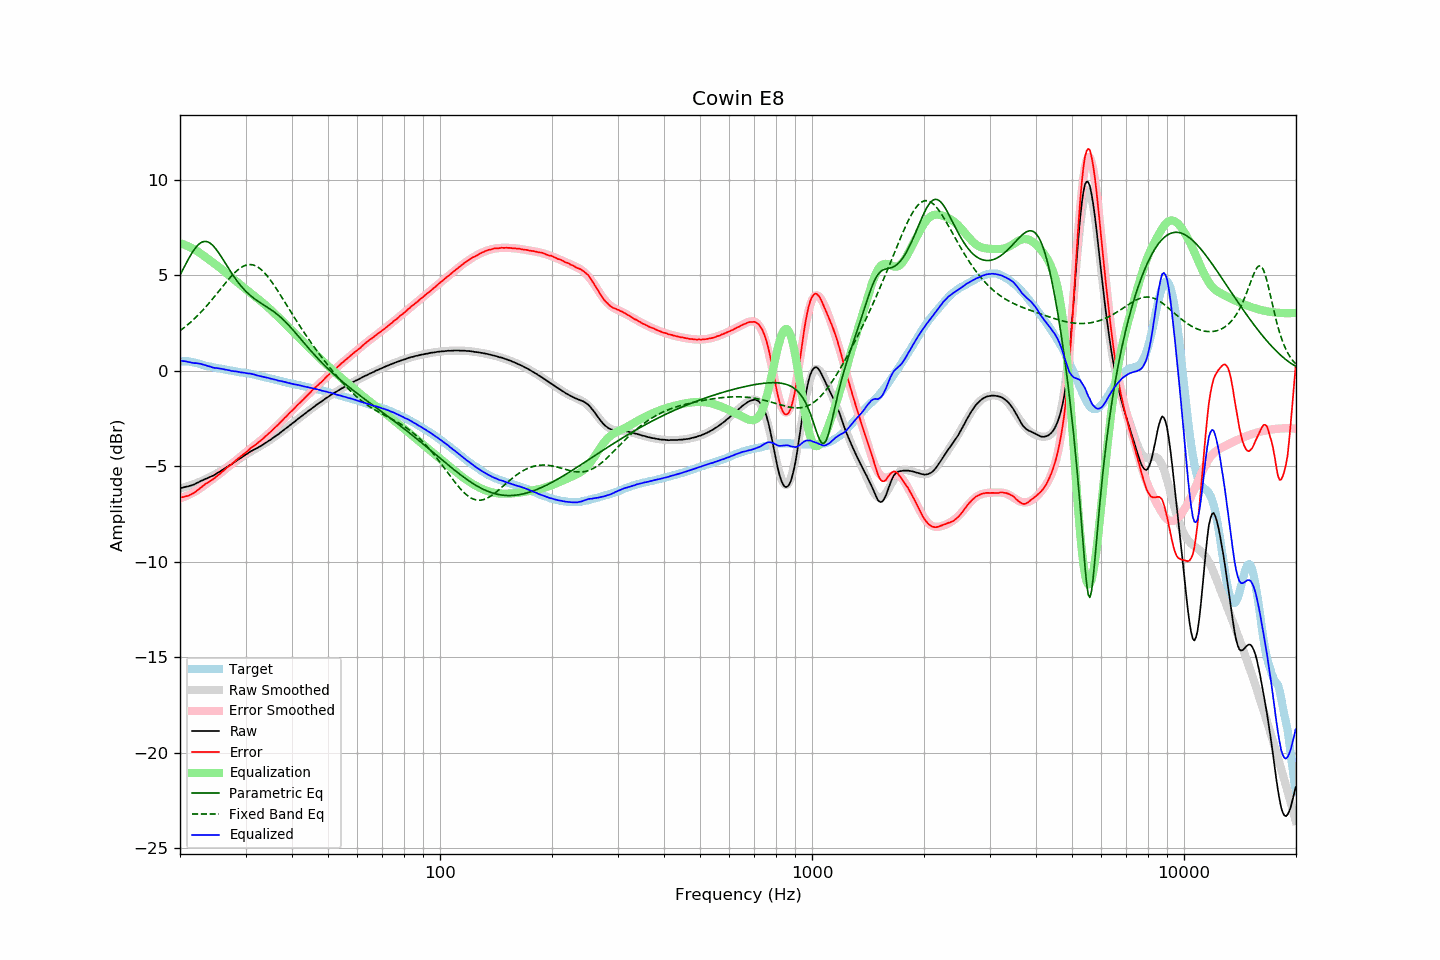 Cowin E8
10
5
0
−5
−10
−15
−20
−25
Amplitude (dBr)
Target
Raw Smoothed
Error Smoothed
Raw
Error
Equalization
Parametric Eq
Fixed Band Eq
Equalized
100 1000 10000
Frequency (Hz)